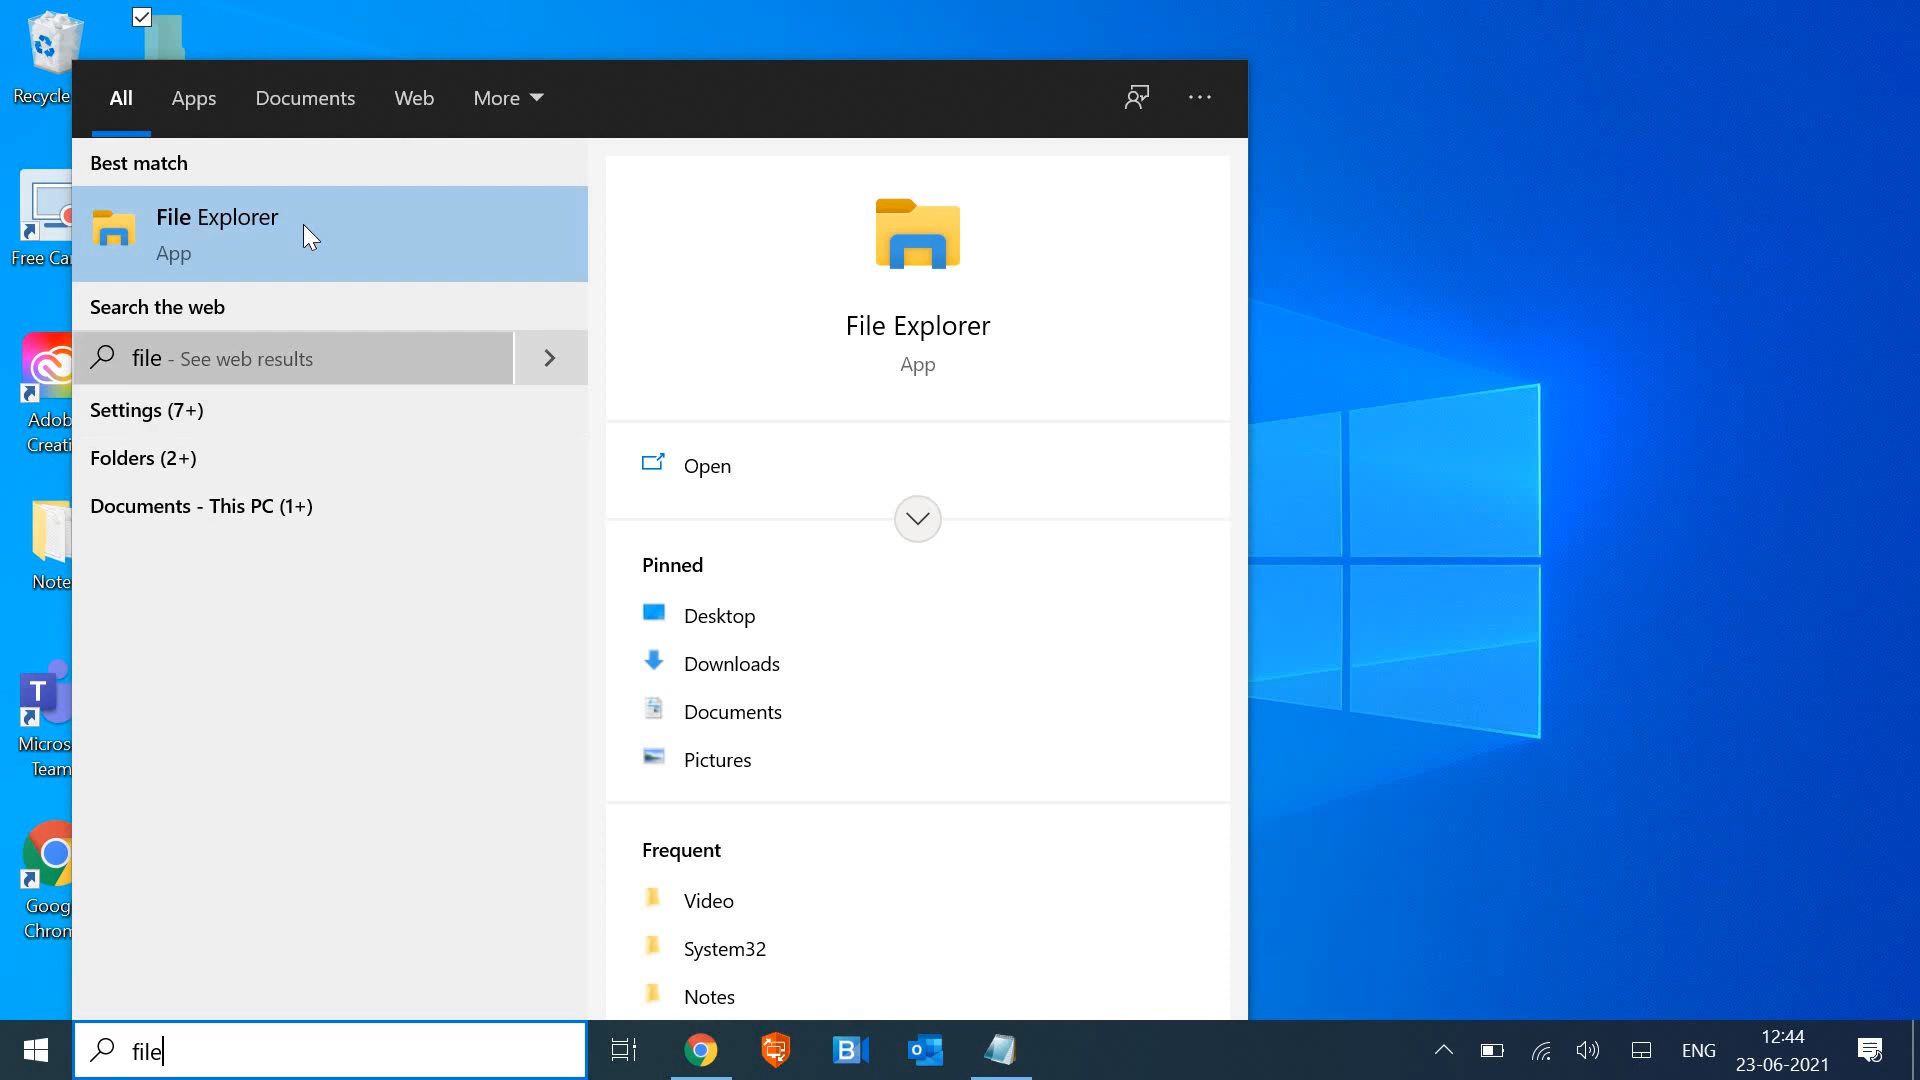 Recycle
All Apps Documents Web More
Best match
File Explorer
App
Search the web
file - See web results
Settings (7+)
Folders (2+)
Documents - This PC (1+)
File Explorer
App
Open
Pinned
Desktop
Downloads
Documents
Pictures
Frequent
Video
System32
Notes
Free Ca
Adob
Creati
Note
T
Micros
Team
Goog
Chrom
file
B
o
ENG
12:44
23-06-2021